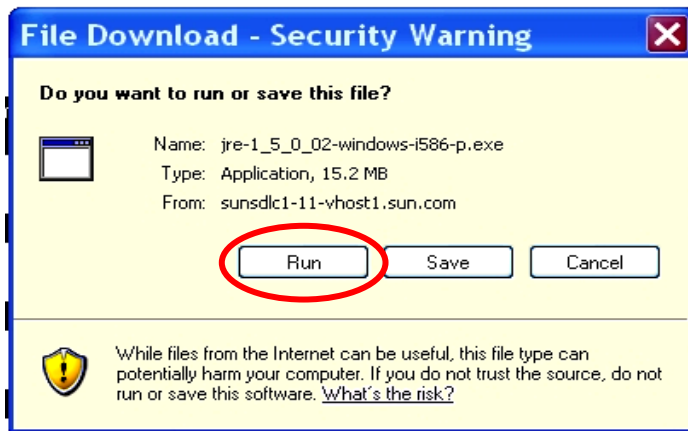 File Download - Security Warning
Do you want to run or save this file?
Name: jre-1_5_0_02-windows-i586-p.exe
Type: Application, 15.2 MB
From: sunsdlc1-11-vhost1.sun.com
Run Save Cancel
While files from the Internet can be useful, this file type can
potentially harm your computer. If you do not trust the source, do not
run or save this software. What's the risk?